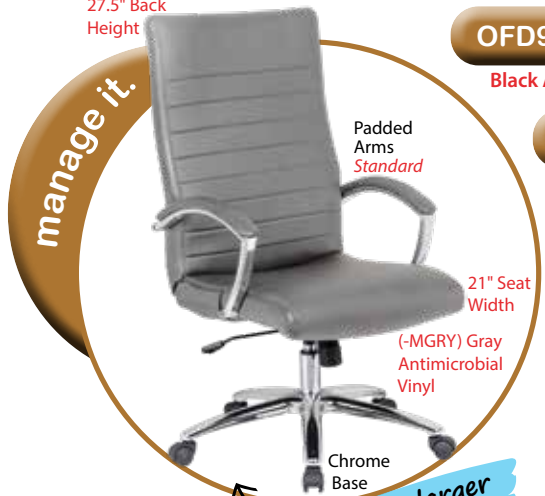 27.5" Back
Height
OFD9
Black
manage it.
Padded
Arms
Standard
21" Seat
Width
(-MGRY) Gray
Antimicrobial
Vinyl
Chrome
Base
larger